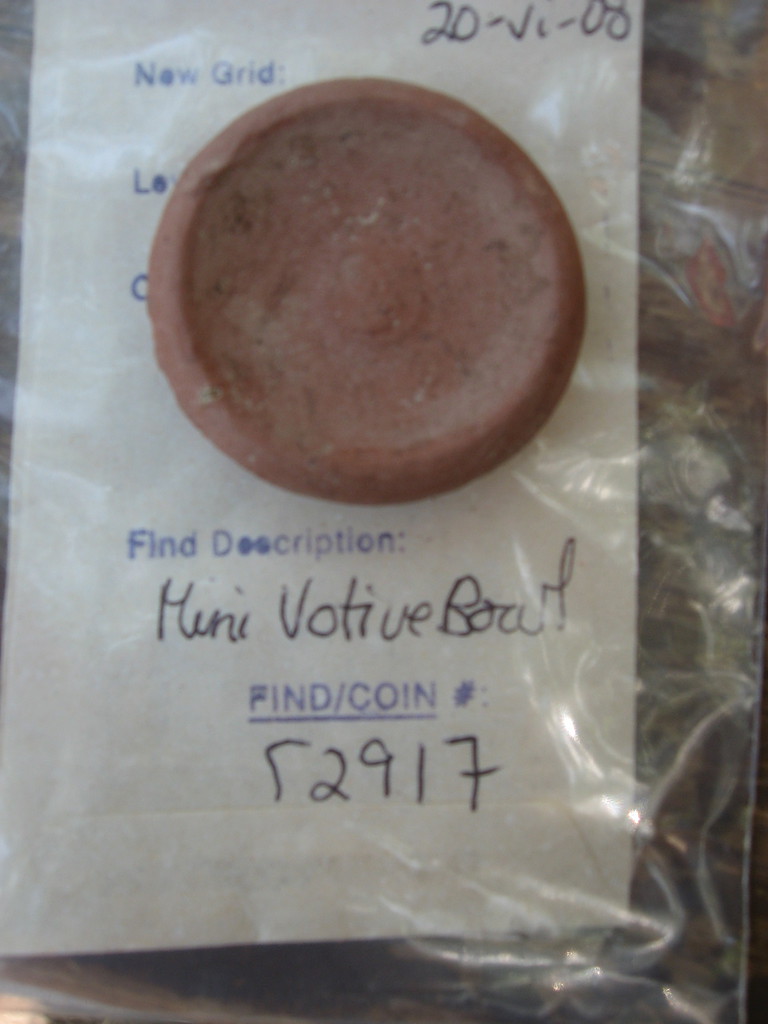 20-vi-08
New Grid:
Find Description:
Mini Votive Bowl
FIND/COIN #:
52917